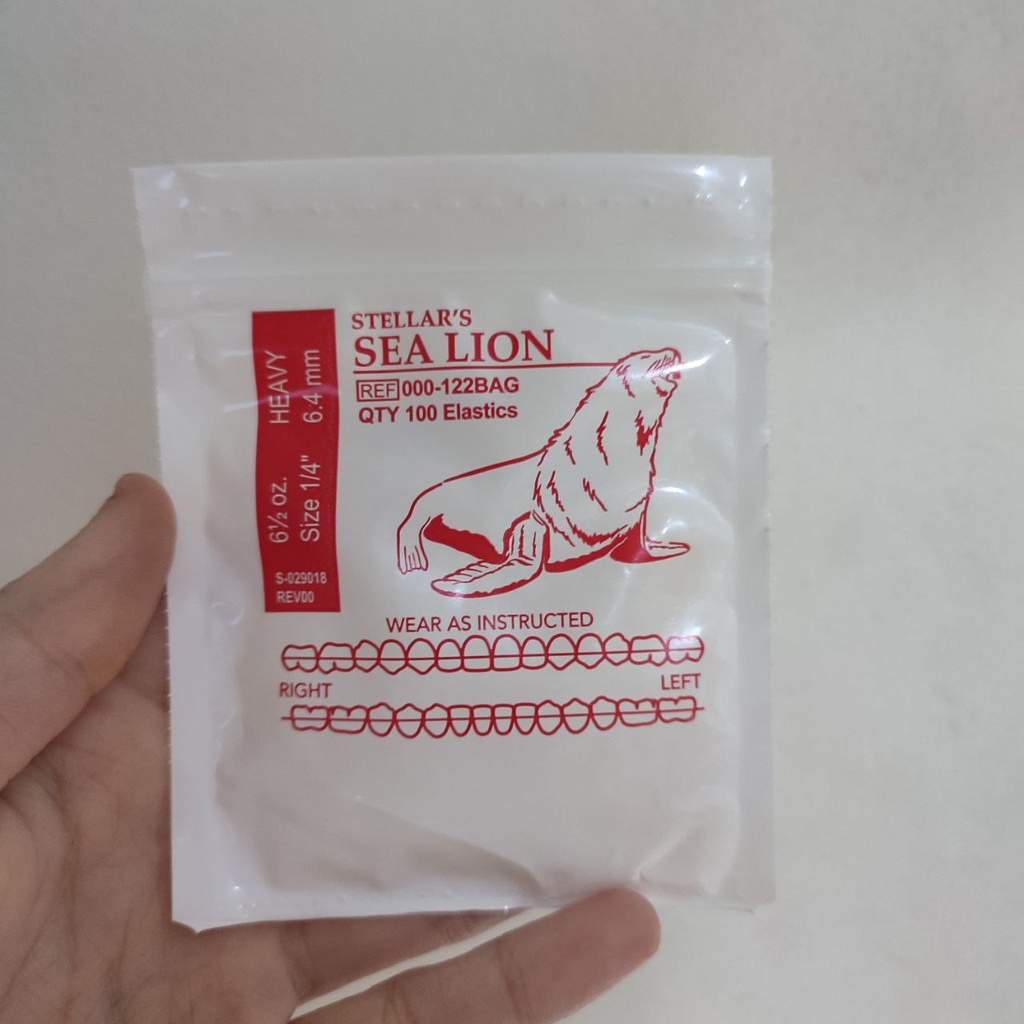 6½ oz. HEAVY
Size 1/4" 6.4 mm
S-029018
REV00
STELLAR'S
SEA LION
REF 000-122BAG
QTY 100 Elastics
WEAR AS INSTRUCTED
RIGHT
LEFT